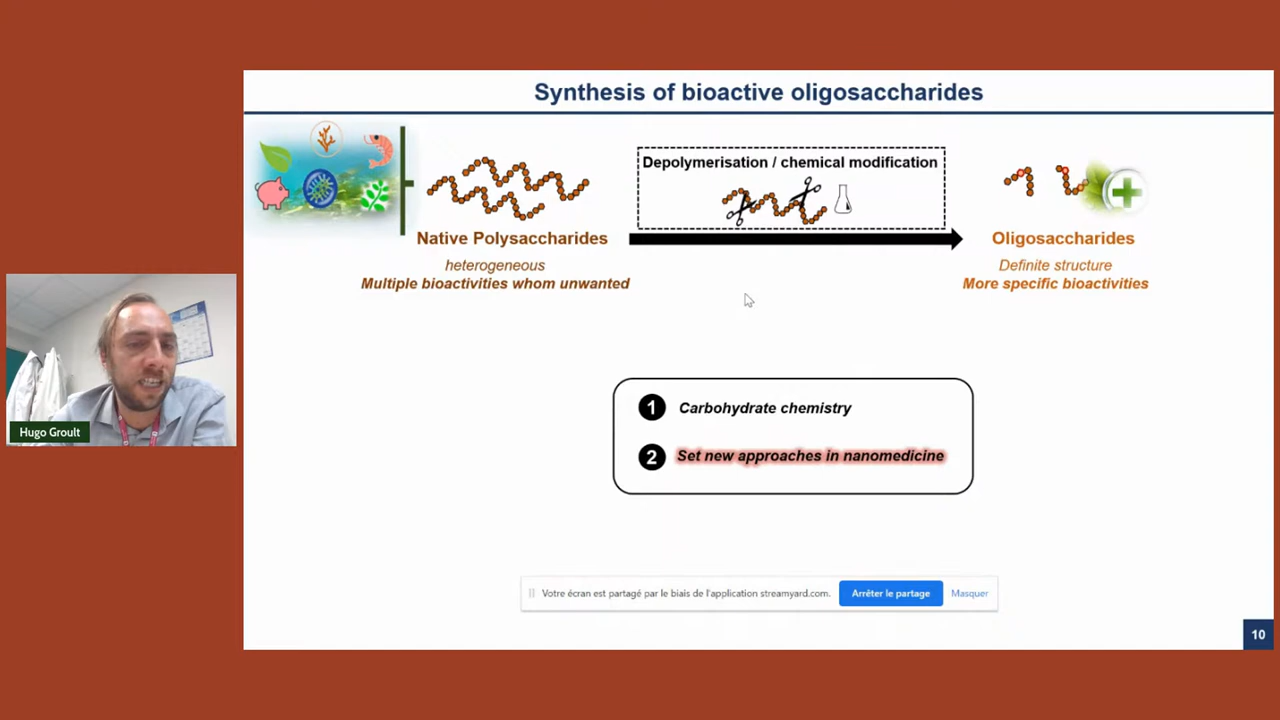 Synthesis of bioactive oligosaccharides
Depolymerisation / chemical modification
Native Polysaccharides
Oligosaccharides
heterogeneous
Definite structure
Multiple bioactivities whom unwanted
More specific bioactivities
1 Carbohydrate chemistry
2 Set new approaches in nanomedicine
Hugo Groult
Votre écran est partagé par le biais de l'application streamyard.com. Arrêter le partage Masquer
10